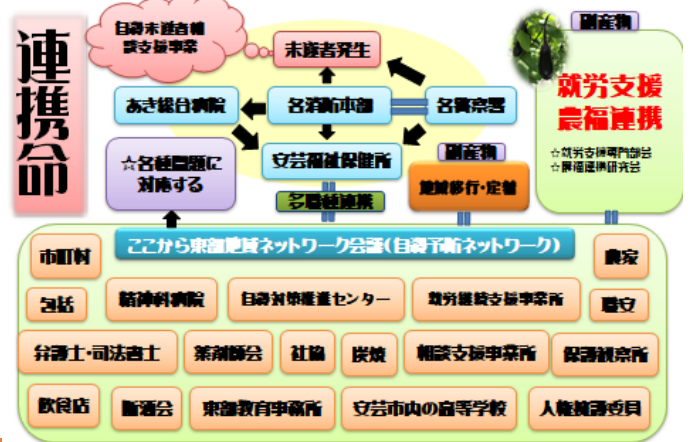 連携命
自殺未遂者相
談支援事業
未遂者発生
副産物
あき総合病院
各消防本部
各警察署
就労支援
農福連携
☆就労支援専門部会
☆農福連携研究会
安芸福祉保健所
☆各種問題に
対応する
副産物
地域移行・定着
多職種連携
ここから東部地域ネットワーク会議(自殺予防ネットワーク)
市町村
農家
包括
精神科病院
自殺対策推進センター
就労継続支援事業所
職安
弁護士・司法書士
薬剤師会
社協
炭焼
相談支援事業所
保護観察所
飲食店
断酒会
東部教育事務所
安芸市内の高等学校
人権擁護委員